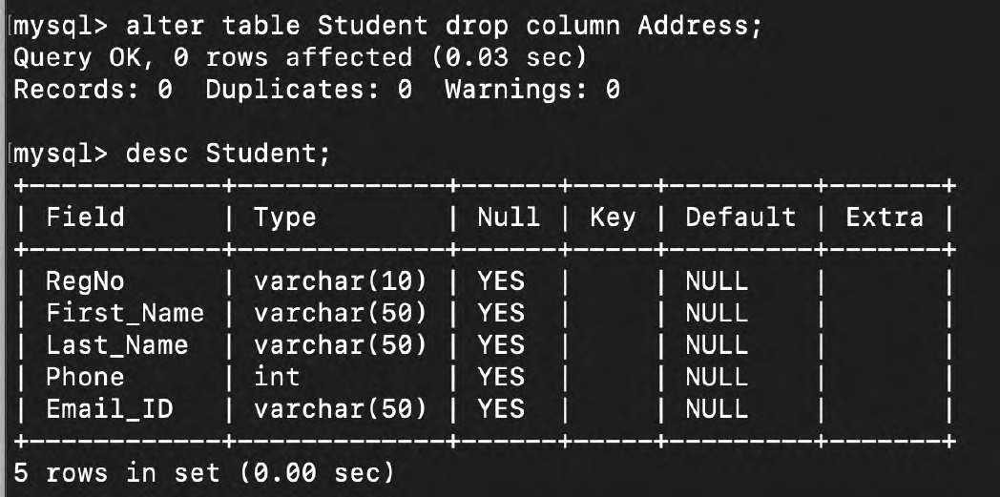 [mysql> alter table Student drop column Address;
Query OK, 0 rows affected (0.03 sec)
Records: 0  Duplicates: 0  Warnings: 0
[mysql> desc Student;
+------------+-------------+------+-----+---------+-------+
| Field      | Type        | Null | Key | Default | Extra |
+------------+-------------+------+-----+---------+-------+
| RegNo      | varchar(10) | YES  |     | NULL    |       |
| First_Name | varchar(50) | YES  |     | NULL    |       |
| Last_Name  | varchar(50) | YES  |     | NULL    |       |
| Phone      | int         | YES  |     | NULL    |       |
| Email_ID   | varchar(50) | YES  |     | NULL    |       |
+------------+-------------+------+-----+---------+-------+
5 rows in set (0.00 sec)